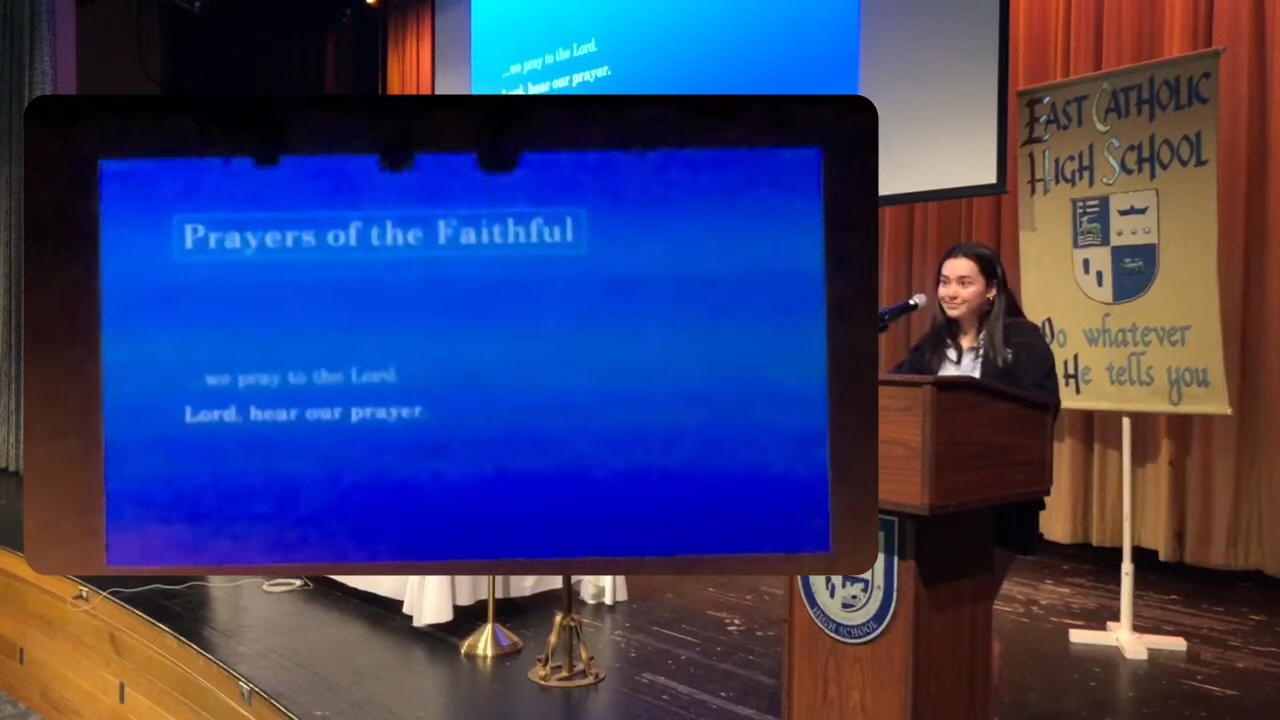 ...we pray to the Lord.
Lord, hear our prayer.
Prayers of the Faithful
we pray to the Lord.
Lord, hear our prayer.
EAST CATHOLIC
HIGH SCHOOL
Do whatever
He tells you
HIGH SCHOOL